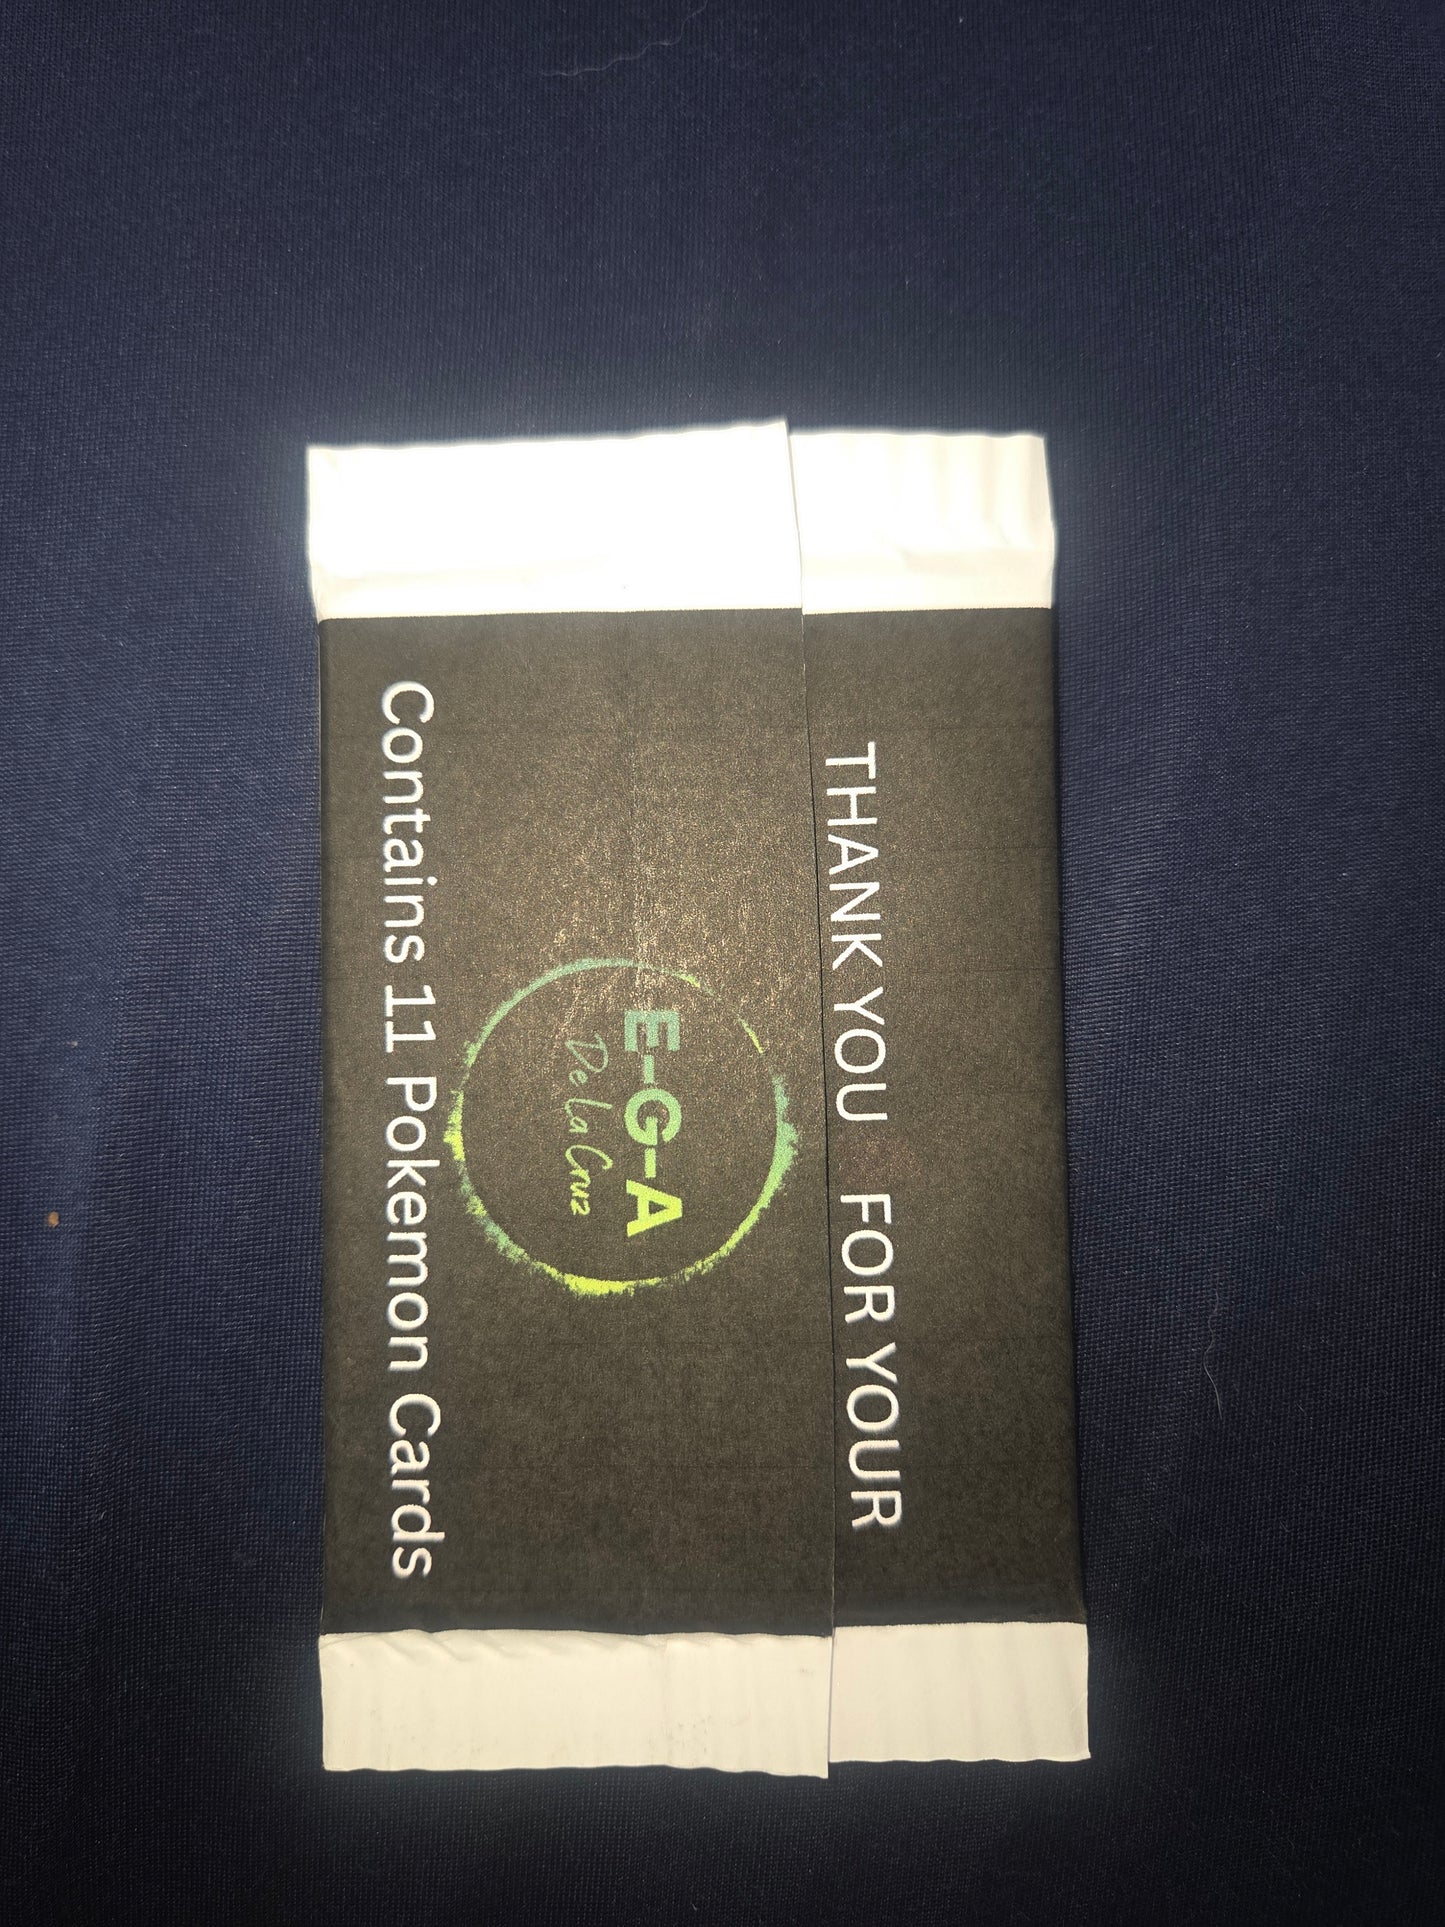 THANK YOU FOR YOUR
E-G-A
De La Cruz
Contains 11 Pokemon Cards